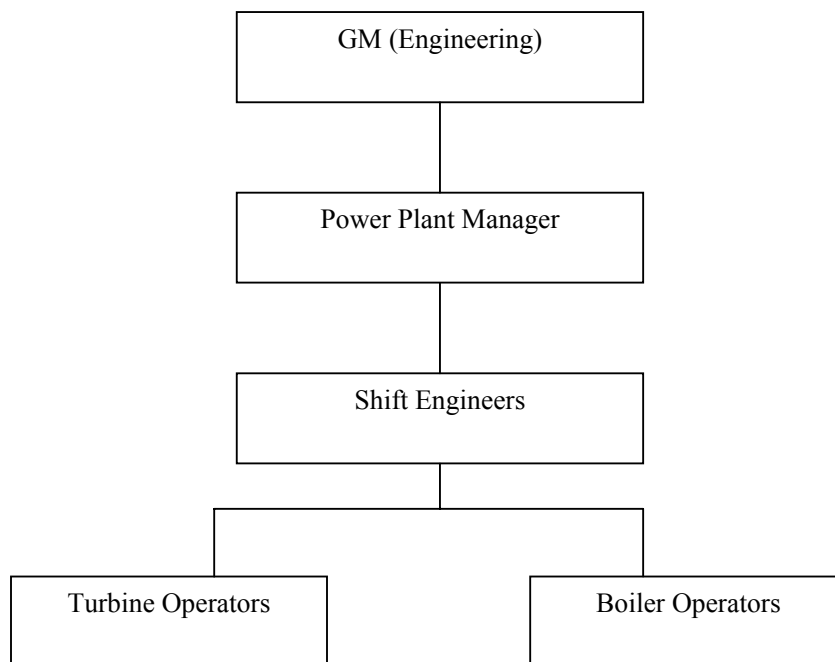 GM (Engineering)
Power Plant Manager
Shift Engineers
Turbine Operators
Boiler Operators